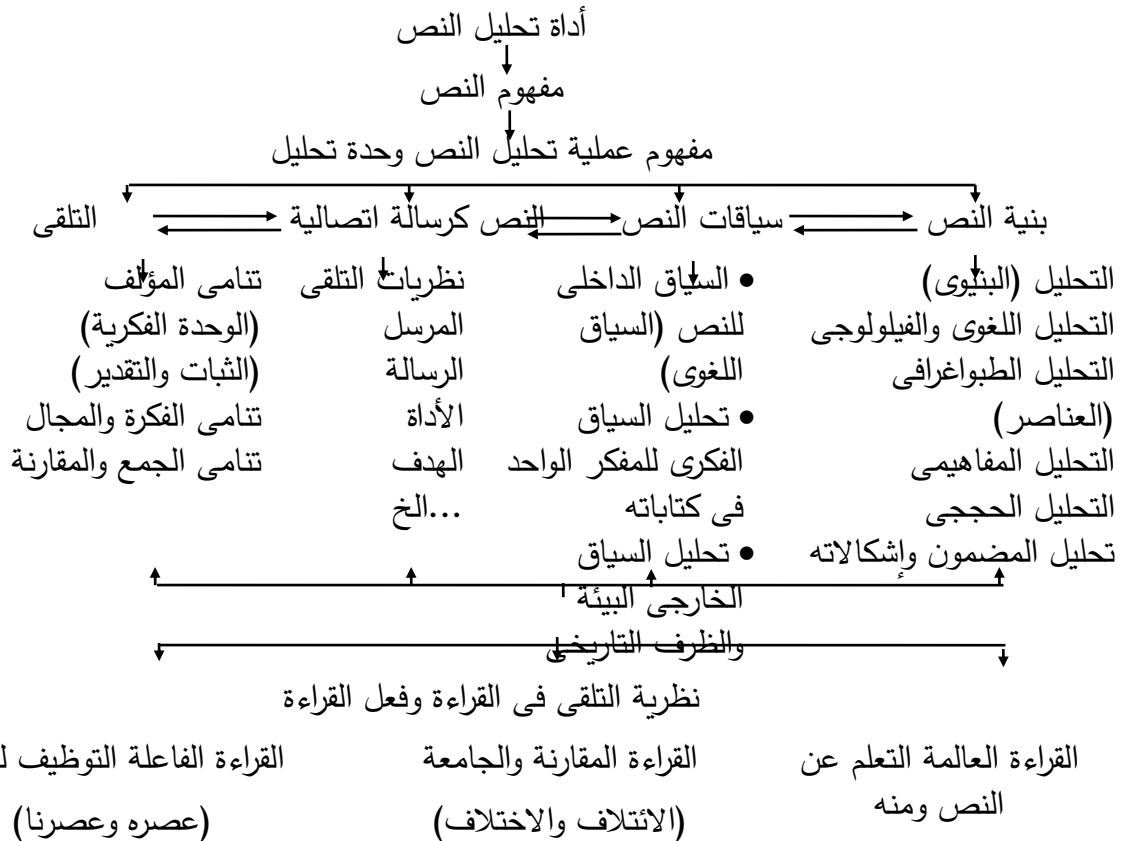 أداة تحليل النص
مفهوم النص
مفهوم عملية تحليل النص وحدة تحليل
بنية النص
سياقات النص
النص كرسالة اتصالية
التلقى
التحليل (البنيوى)
التحليل اللغوى والفيلولوجى
التحليل الطبواغرافى
(العناصر)
التحليل المفاهيمى
التحليل الحججى
تحليل المضمون وإشكالاته
• السياق الداخلى
للنص (السياق
اللغوى)
• تحليل السياق
الفكرى للمفكر الواحد
فى كتاباته
• تحليل السياق
الخارجى البيئة
والظرف التاريخى
نظريات التلقى
المرسل
الرسالة
الأداة
الهدف
...الخ
تنامى المؤلف
(الوحدة الفكرية)
(الثبات والتقدير)
تنامى الفكرة والمجال
تنامى الجمع والمقارنة
نظرية التلقى فى القراءة وفعل القراءة
القراءة العالمة التعلم عن
النص ومنه
القراءة المقارنة والجامعة
(الائتلاف والاختلاف)
القراءة الفاعلة التوظيف
(عصره وعصرنا)